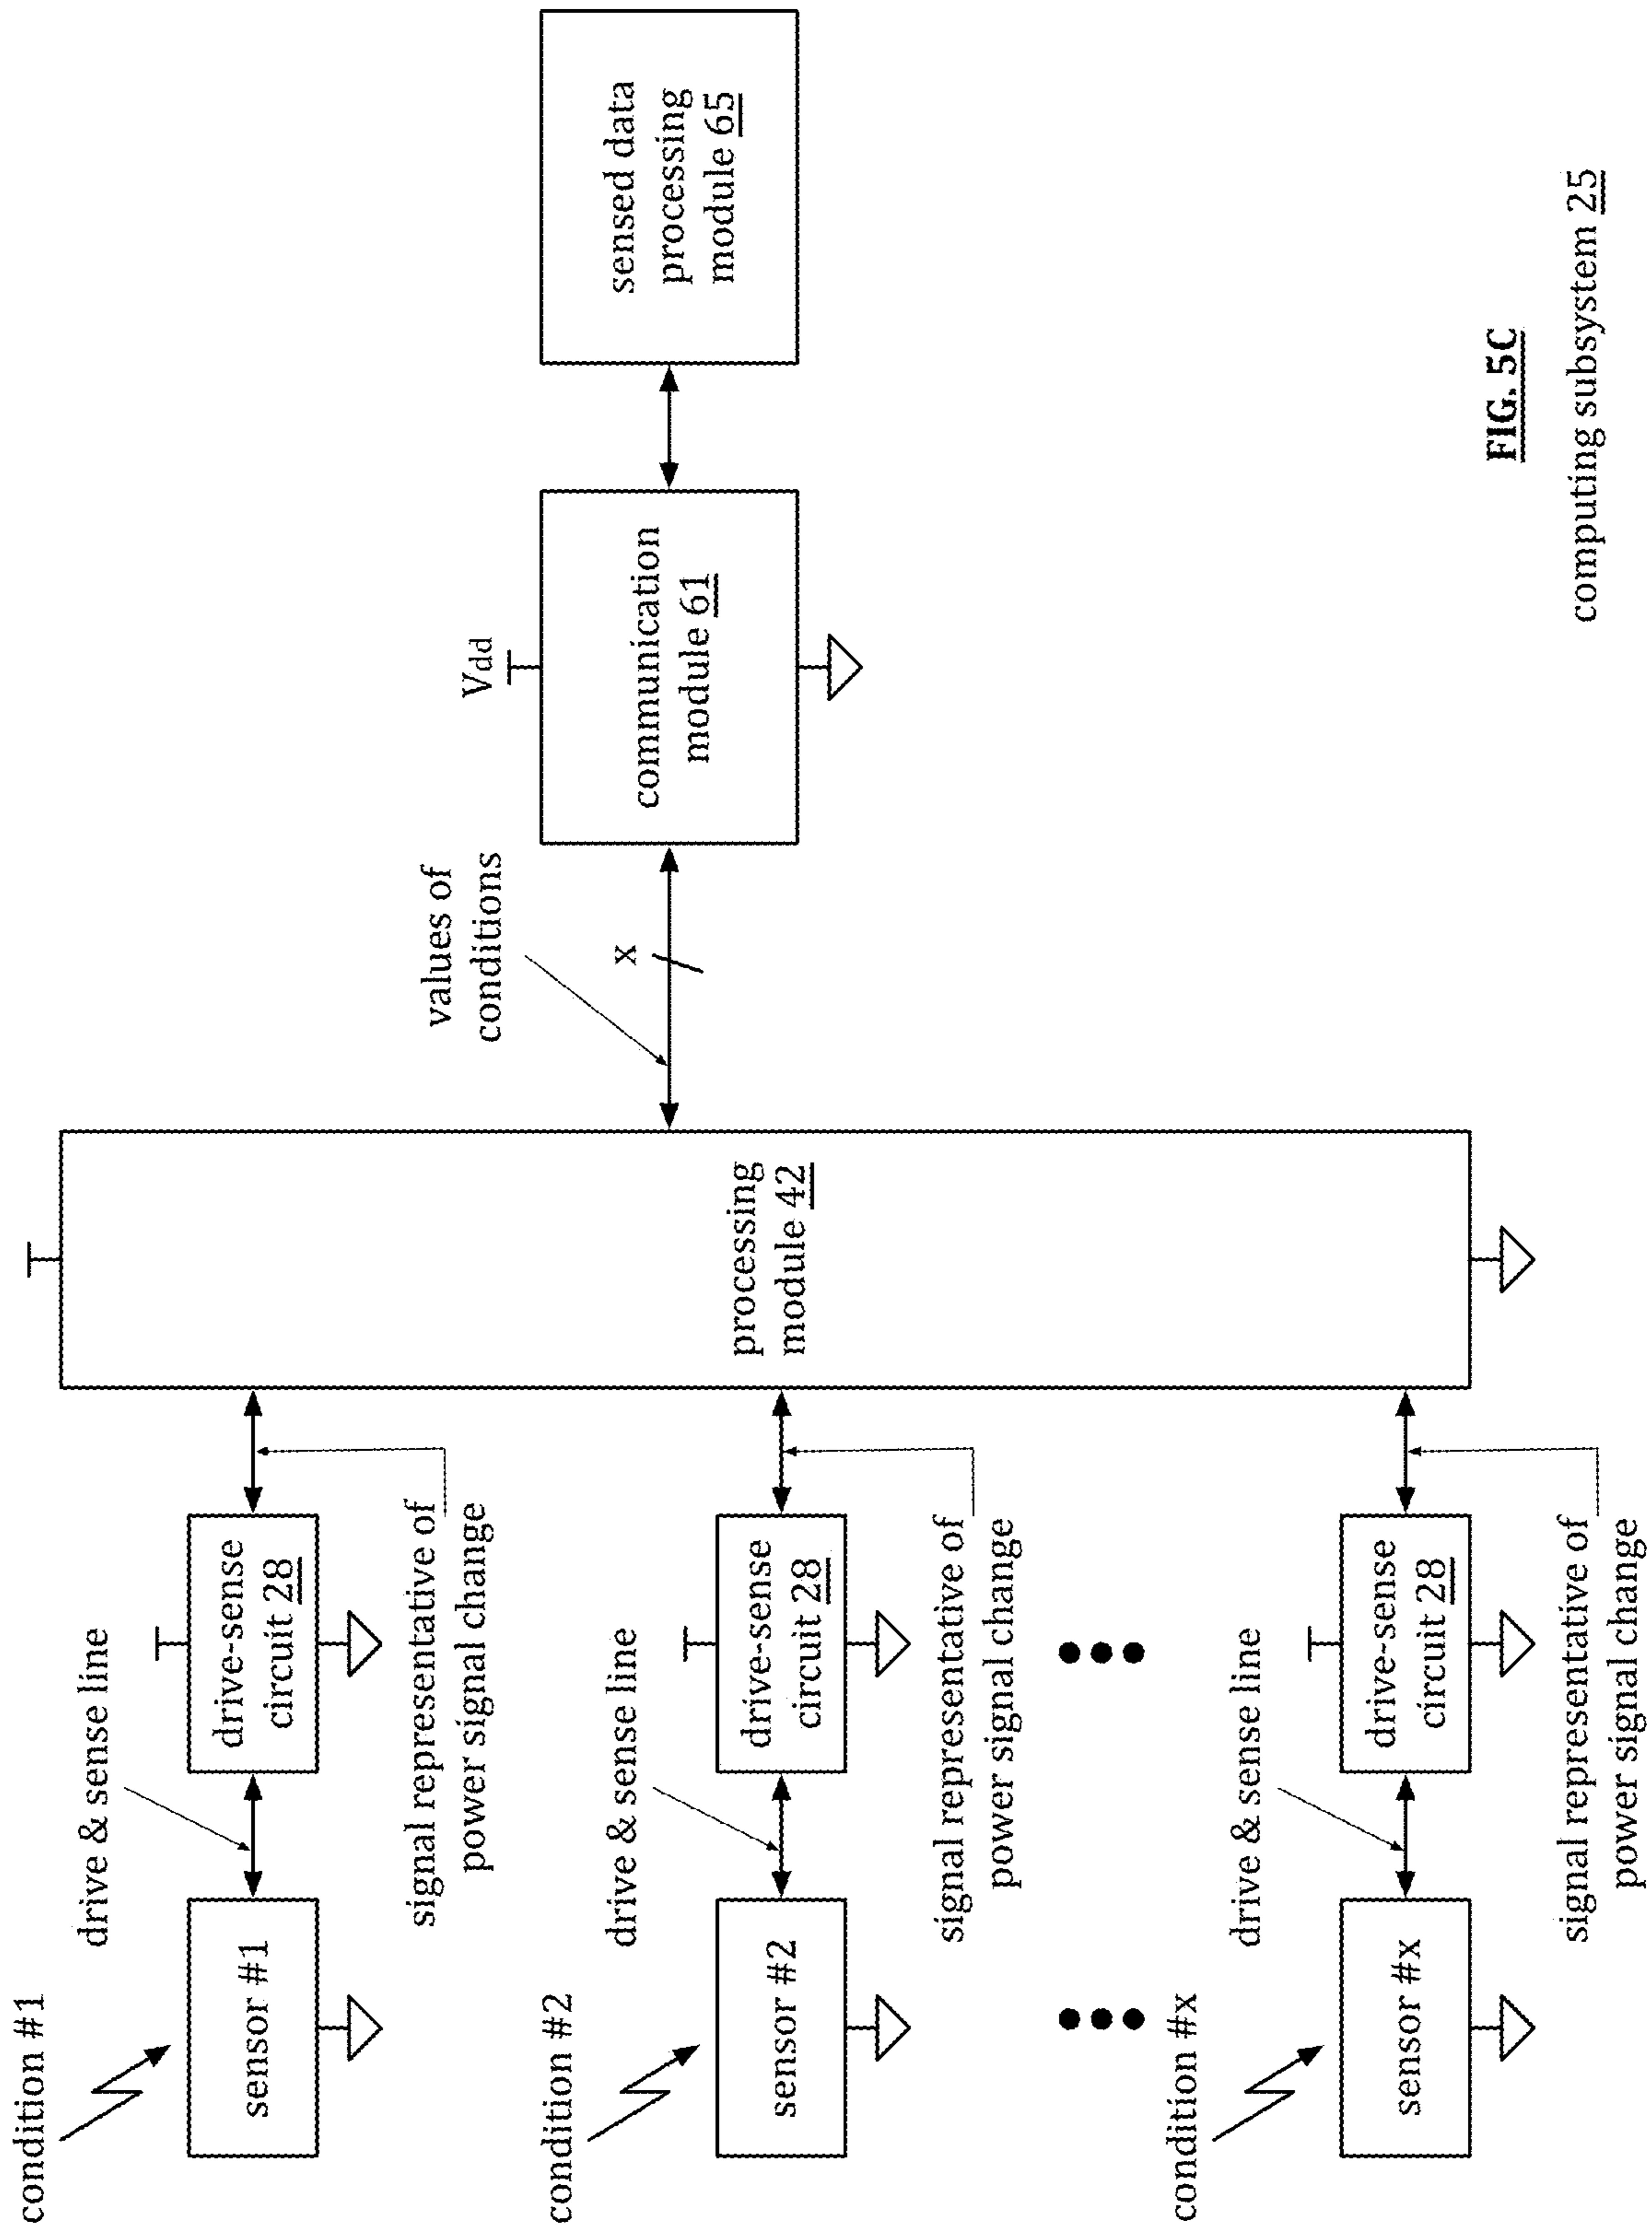 condition #1
sensor #1
drive & sense line
drive-sense
circuit 28
signal representative of
power signal change
condition #2
sensor #2
drive & sense line
drive-sense
circuit 28
signal representative of
power signal change
condition #x
sensor #x
drive & sense line
drive-sense
circuit 28
signal representative of
power signal change
processing
module 42
values of
conditions
x
Vdd
communication
module 61
sensed data
processing
module 65
FIG. 5C
computing subsystem 25